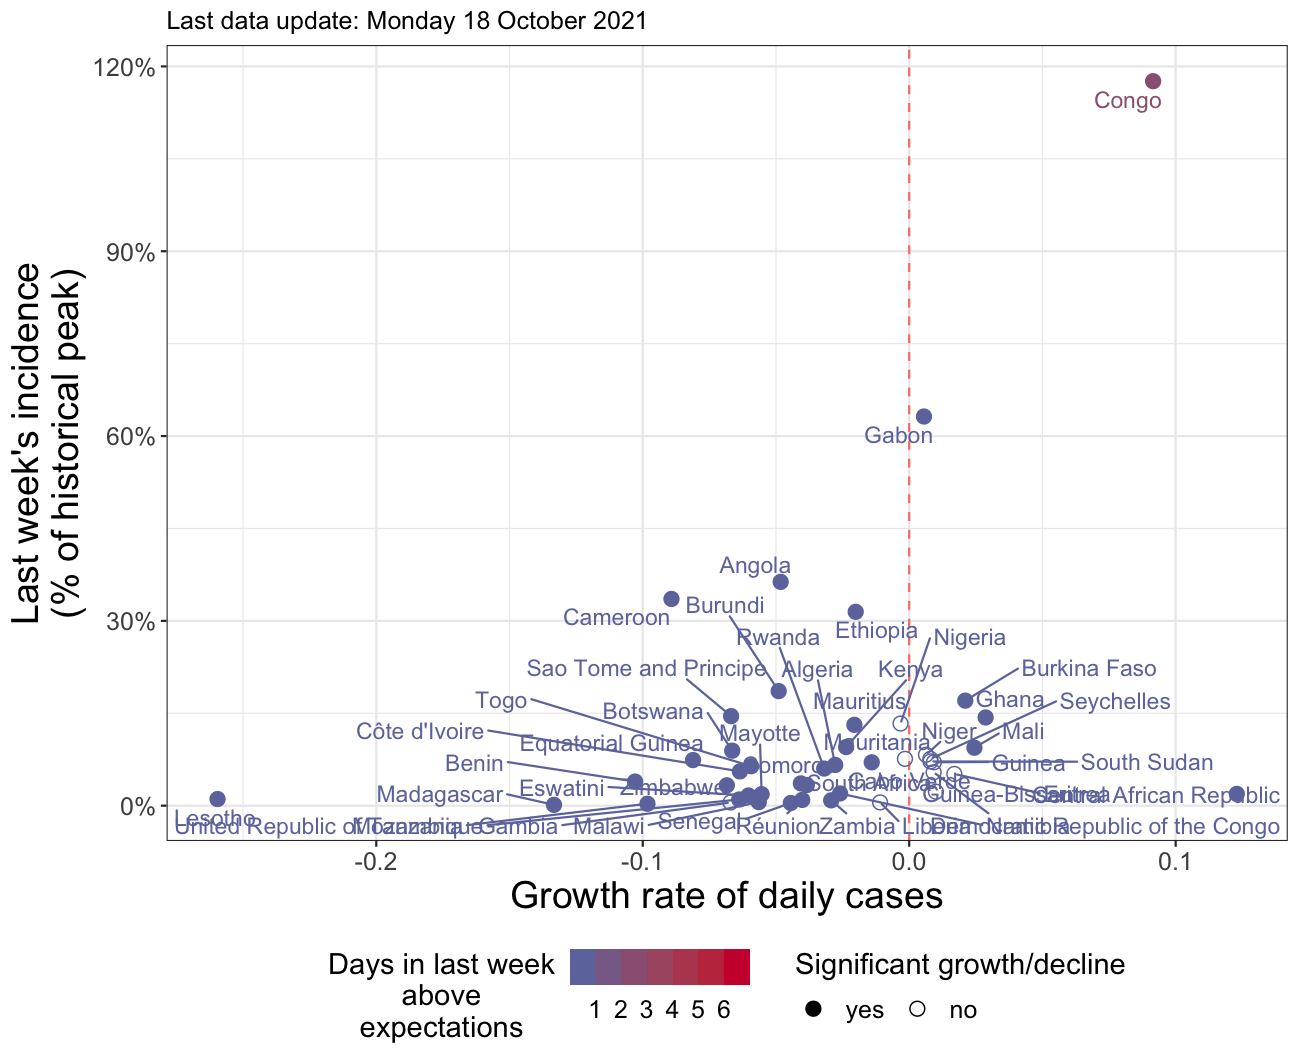 Last data update: Monday 18 October 2021
Last week's incidence
(% of historical peak)
120%
90%
60%
30%
0%
Congo
Gabon
Angola
Cameroon
Burundi
Ethiopia
Rwanda
Nigeria
Sao Tome and Principe
Algeria
Kenya
Burkina Faso
Togo
Botswana
Mauritius
Ghana
Seychelles
Côte d'Ivoire
Equatorial Guinea
Mayotte
Mauritania
Niger
Mali
Benin
Comoros
Guinea
South Sudan
Madagascar
Eswatini
Zimbabwe
South Africa
Cabo Verde
Guinea-Bissau
Eritrea
Central African Republic
Lesotho
United Republic of Tanzania
Mozambique
Gambia
Malawi
Senegal
Réunion
Zambia
Liberia
Namibia
Democratic Republic of the Congo
-0.2
-0.1
0.0
0.1
Growth rate of daily cases
Days in last week
above
expectations
1 2 3 4 5 6
Significant growth/decline
yes
no